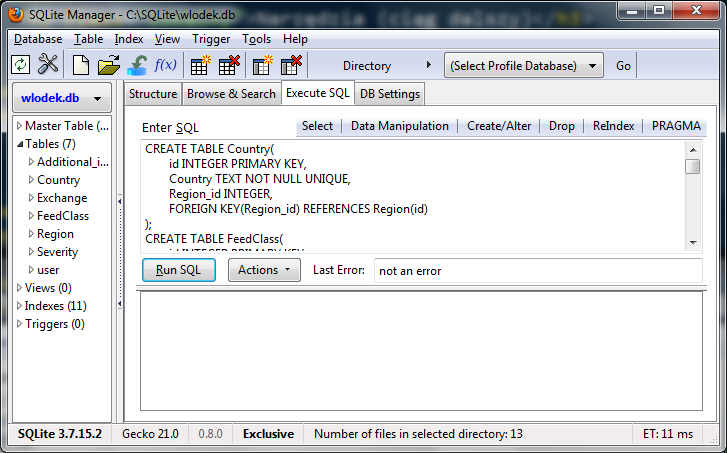 SQLite Manager - C:\SQLite\wlodek.db
Database Table Index View Trigger Tools Help
f(x) Directory (Select Profile Database) Go
wlodek.db
Master Table (...
Tables (7)
Additional_i...
Country
Exchange
FeedClass
Region
Severity
user
Views (0)
Indexes (11)
Triggers (0)
Structure Browse & Search Execute SQL DB Settings
Enter SQL Select Data Manipulation Create/Alter Drop ReIndex PRAGMA
CREATE TABLE Country(
id INTEGER PRIMARY KEY,
Country TEXT NOT NULL UNIQUE,
Region_id INTEGER,
FOREIGN KEY(Region_id) REFERENCES Region(id)
);
CREATE TABLE FeedClass(
id INTEGER PRIMARY KEY,
Run SQL Actions Last Error: not an error
SQLite 3.7.15.2 Gecko 21.0 0.8.0 Exclusive Number of files in selected directory: 13 ET: 11 ms